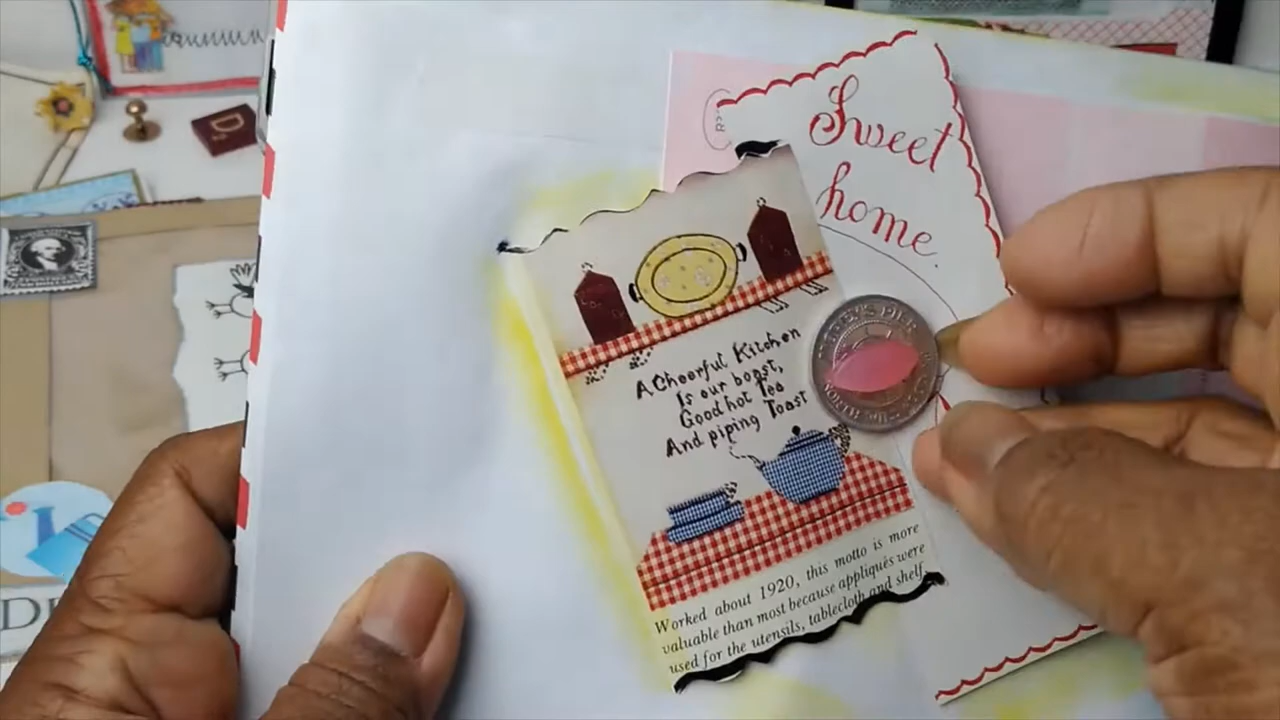 Sweet
home
A Cheerful Kitchen
Is our boast,
Good hot Tea
And piping Toast
Worked about 1920, this motto is more
valuable than most because appliqués were
used for the utensils, tablecloth and shelf.
D